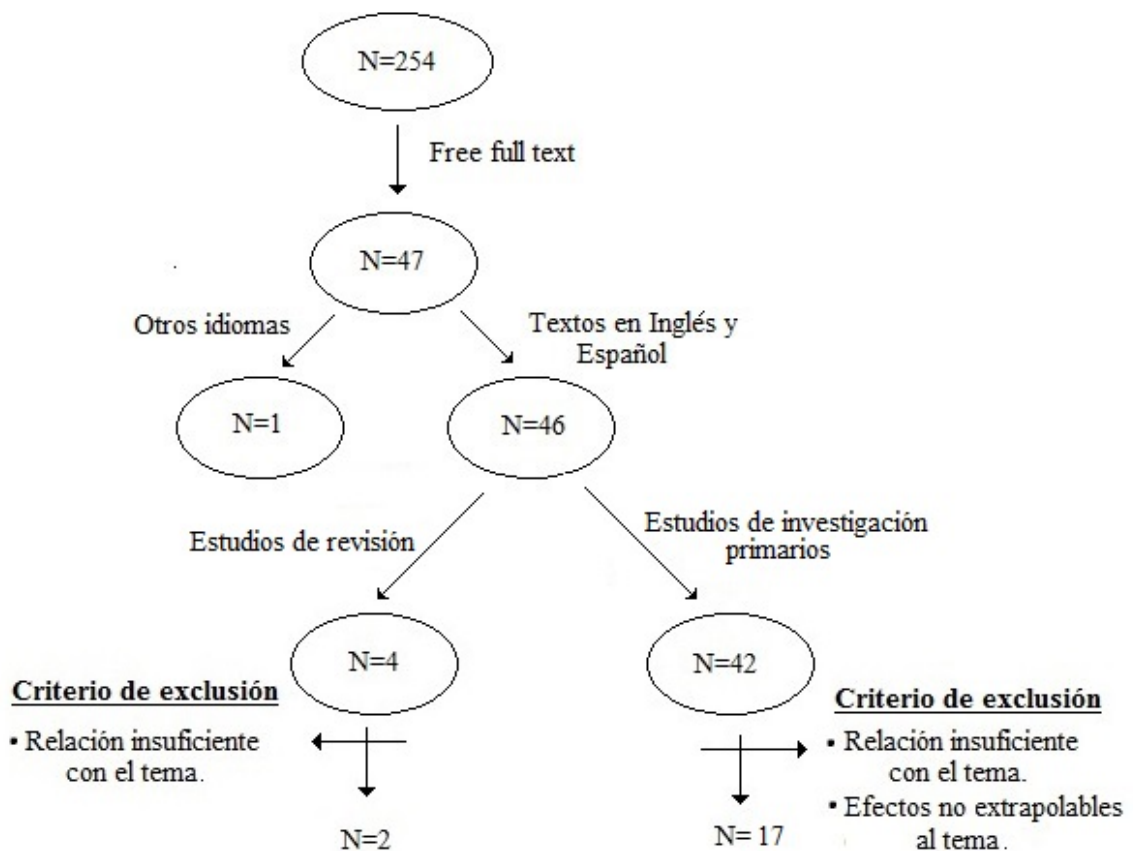 N=254
Free full text
N=47
Otros idiomas
Textos en Inglés y
Español
N=1
N=46
Estudios de revisión
Estudios de investigación
primarios
N=4
N=42
Criterio de exclusión
• Relación insuficiente
con el tema.
Criterio de exclusión
• Relación insuficiente
con el tema.
• Efectos no extrapolables
al tema.
N=2
N= 17